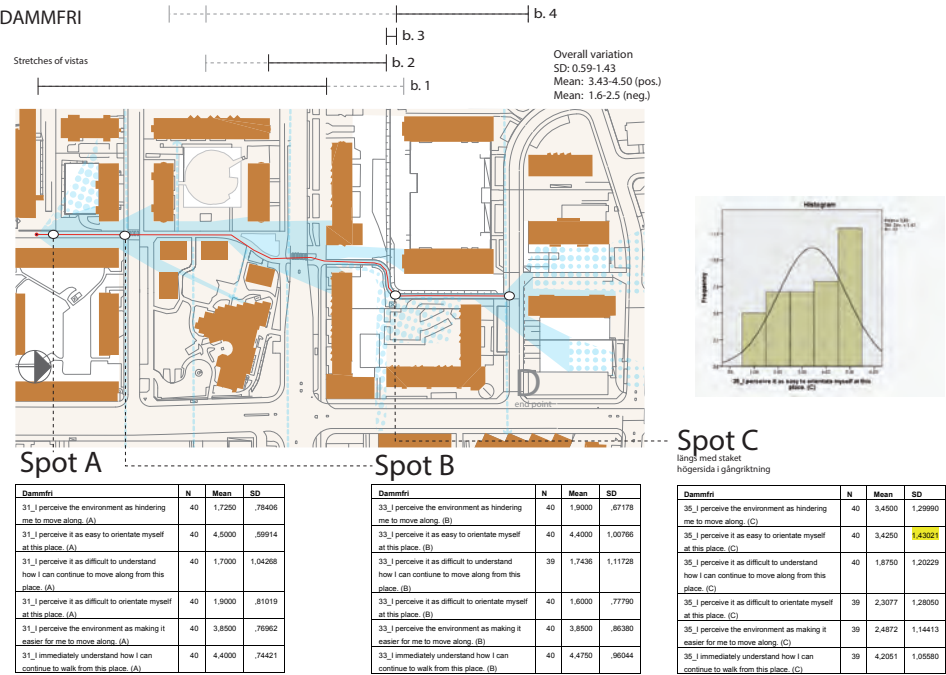 DAMMFRI
b. 4
b. 3
Stretches of vistas
b. 2
b. 1
Overall variation
SD: 0.59-1.43
Mean: 3.43-4.50 (pos.)
Mean: 1.6-2.5 (neg.)
D
end point
Histogram
Frequency
35_I perceive it as easy to orientate myself at this
place. (C)
Spot A
Dammfri N Mean SD
31_I perceive the environment as hindering 40 1,7250 ,78406
me to move along. (A)
31_I perceive it as easy to orientate myself 40 4,5000 ,59914
at this place. (A)
31_I perceive it as difficult to understand 40 1,7000 1,04268
how I can continue to move along from this
place. (A)
31_I perceive it as difficult to orientate myself 40 1,9000 ,81019
at this place. (A)
31_I perceive the environment as making it 40 3,8500 ,76962
easier for me to move along. (A)
31_I immediately understand how I can 40 4,4000 ,74421
continue to walk from this place. (A)
Spot B
Dammfri N Mean SD
33_I perceive the environment as hindering 40 1,9000 ,67178
me to move along. (B)
33_I perceive it as easy to orientate myself 40 4,4000 1,00766
at this place. (B)
33_I perceive it as difficult to understand 39 1,7436 1,11728
how I can contiune to move along from this
place. (B)
33_I perceive it as difficult to orientate myself 40 1,6000 ,77790
at this place. (B)
33_I perceive the environment as making it 40 3,8500 ,86380
easier for me to move along. (B)
33_I immediately understand how I can 40 4,4750 ,96044
continue to walk from this place. (B)
Spot C
längs med staket
högersida i gångriktning
Dammfri N Mean SD
35_I perceive the environment as hindering 40 3,4500 1,29990
me to move along. (C)
35_I perceive it as easy to orientate myself 40 3,4250 1,43021
at this place. (C)
35_I perceive it as difficult to understand 40 1,8750 1,20229
how I can continue to move along from this
place. (C)
35_I perceive it as difficult to orientate myself 39 2,3077 1,28050
at this place. (C)
35_I perceive the environment as making it 39 2,4872 1,14413
easier for me to move along. (C)
35_I immediately understand how I can 39 4,2051 1,05580
continue to walk from this place. (C)